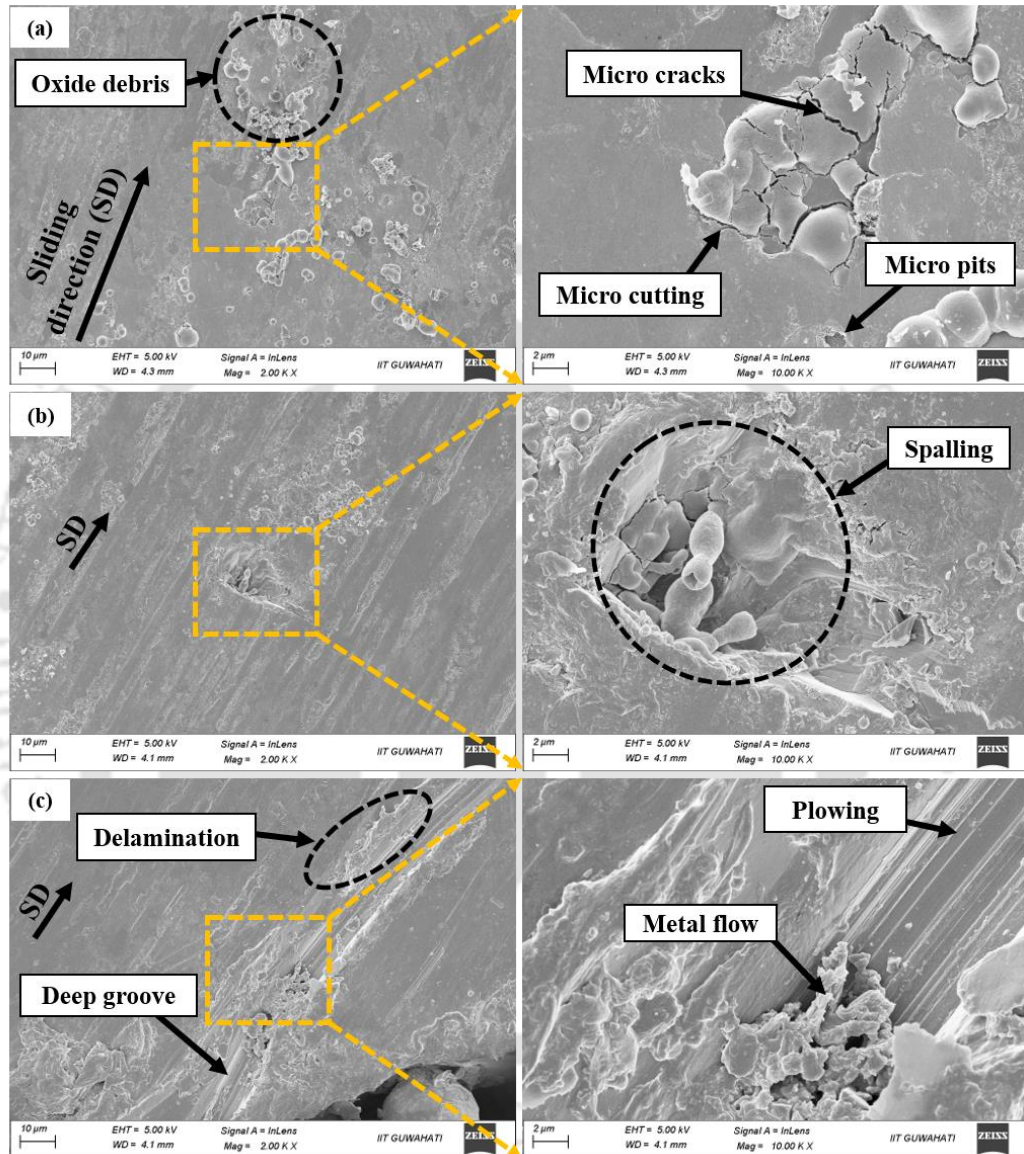 (a)
Oxide debris
Sliding
direction (SD)
Micro cracks
Micro cutting
Micro pits
10 µm
EHT = 5.00 kV
Signal A = InLens
IIT GUWAHATI
ZEISS
WD = 4.3 mm
Mag = 2.00 K X
2 µm
EHT = 5.00 kV
Signal A = InLens
IIT GUWAHATI
ZEISS
WD = 4.3 mm
Mag = 10.00 K X
(b)
SD
Spalling
10 µm
EHT = 5.00 kV
Signal A = InLens
IIT GUWAHATI
ZEISS
WD = 4.1 mm
Mag = 2.00 K X
2 µm
EHT = 5.00 kV
Signal A = InLens
IIT GUWAHATI
ZEISS
WD = 4.1 mm
Mag = 10.00 K X
(c)
Delamination
SD
Deep groove
Plowing
Metal flow
10 µm
EHT = 5.00 kV
Signal A = InLens
IIT GUWAHATI
ZEISS
WD = 4.1 mm
Mag = 2.00 K X
2 µm
EHT = 5.00 kV
Signal A = InLens
IIT GUWAHATI
ZEISS
WD = 4.1 mm
Mag = 10.00 K X